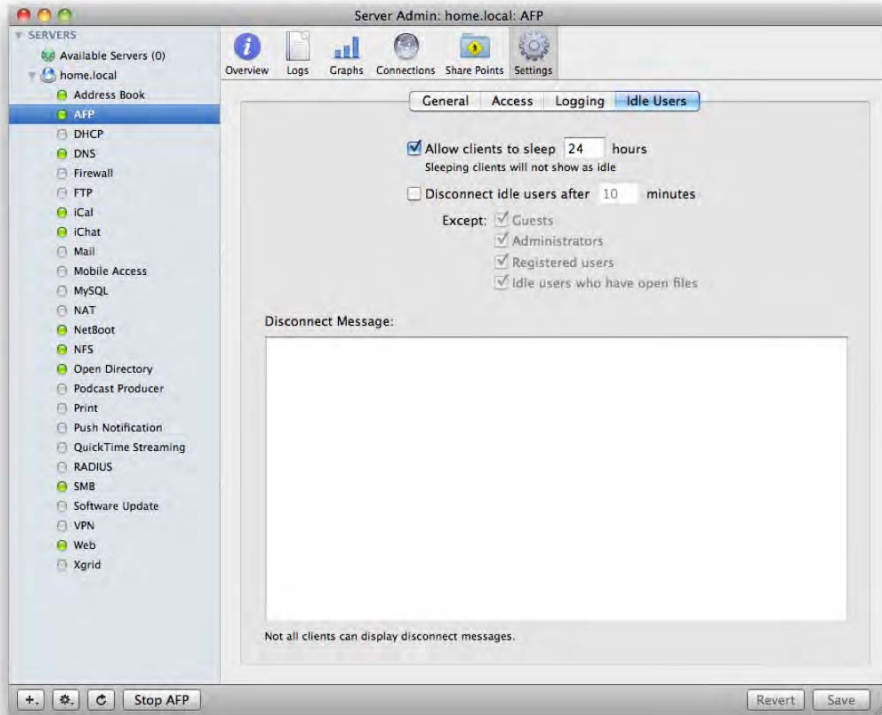 Server Admin: home.local: AFP
SERVERS
Available Servers (0)
home.local
Address Book
AFP
DHCP
DNS
Firewall
FTP
iCal
iChat
Mail
Mobile Access
MySQL
NAT
NetBoot
NFS
Open Directory
Podcast Producer
Print
Push Notification
QuickTime Streaming
RADIUS
SMB
Software Update
VPN
Web
Xgrid
Overview Logs Graphs Connections Share Points Settings
General Access Logging Idle Users
Allow clients to sleep 24 hours
Sleeping clients will not show as idle
Disconnect idle users after 10 minutes
Except: Guests
Administrators
Registered users
Idle users who have open files
Disconnect Message:
Not all clients can display disconnect messages.
Stop AFP Revert Save